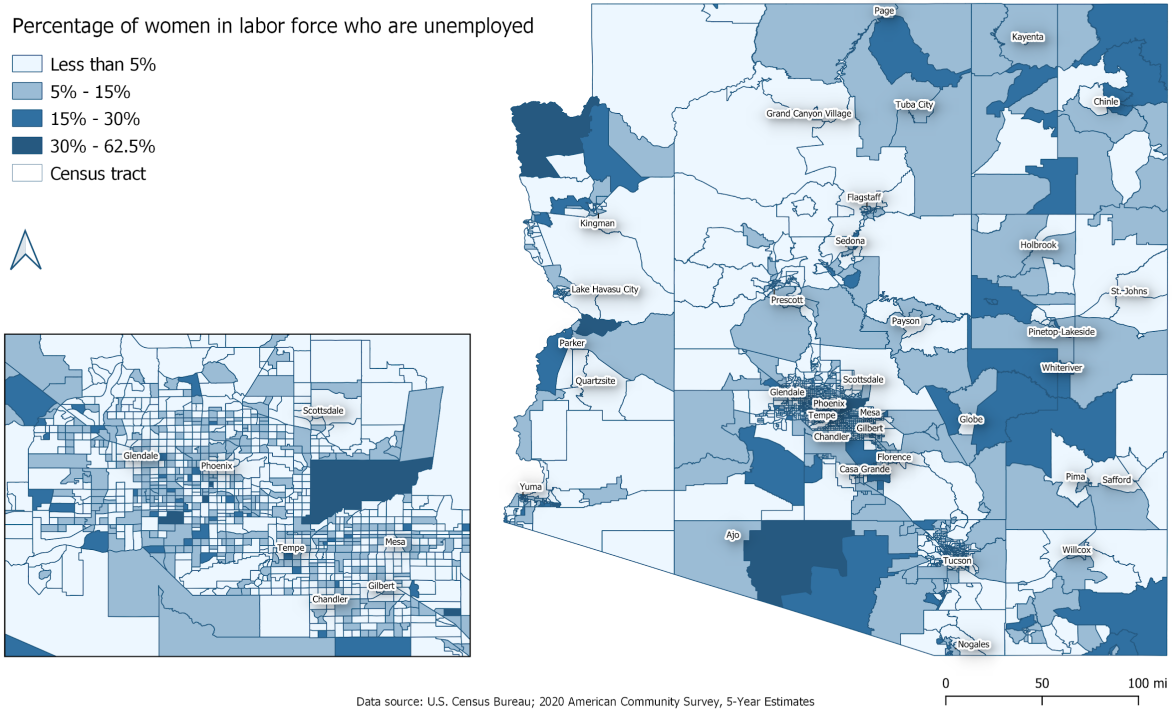 Percentage of women in labor force who are unemployed
Less than 5%
5% - 15%
15% - 30%
30% - 62.5%
Census tract
Page
Kayenta
Chinle
Tuba City
Grand Canyon Village
Flagstaff
Kingman
Sedona
Holbrook
Lake Havasu City
St. Johns
Prescott
Payson
Pinetop-Lakeside
Parker
Whiteriver
Quartzsite
Scottsdale
Glendale
Phoenix
Mesa
Tempe
Globe
Gilbert
Chandler
Florence
Casa Grande
Pima
Safford
Yuma
Ajo
Willcox
Tucson
Nogales
Scottsdale
Glendale
Phoenix
Tempe
Mesa
Gilbert
Chandler
0 50 100 mi
Data source: U.S. Census Bureau; 2020 American Community Survey, 5-Year Estimates